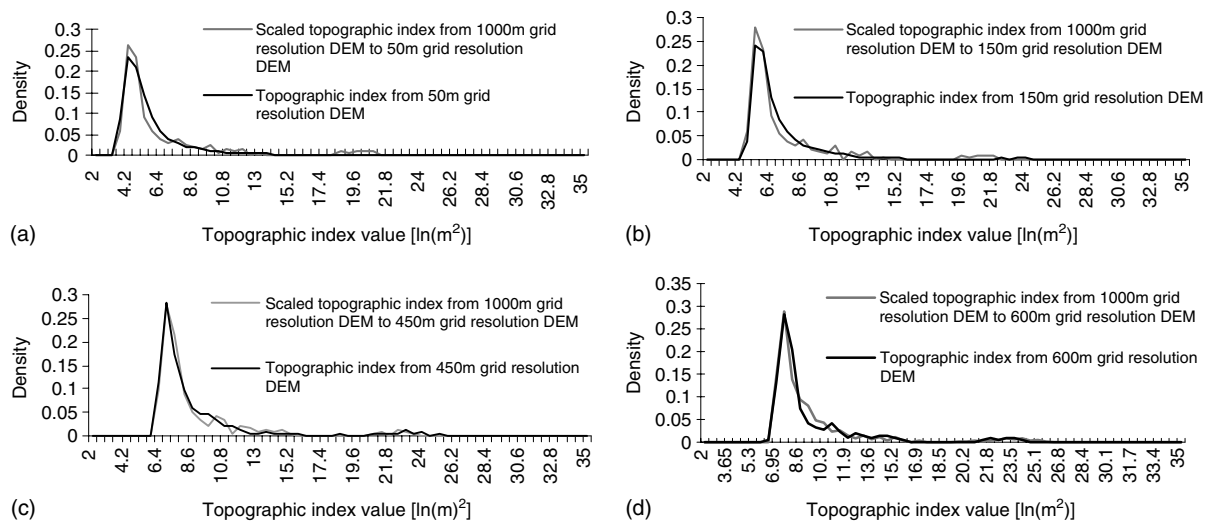 0.3
0.25
0.2
0.15
0.1
0.05
0
Density
Scaled topographic index from 1000m grid
resolution DEM to 50m grid resolution
DEM
Topographic index from 50m grid
resolution DEM
2 4.2 6.4 8.6 10.8 13 15.2 17.4 19.6 21.8 24 26.2 28.4 30.6 32.8 35
(a) Topographic index value [ln(m²)]
0.3
0.25
0.2
0.15
0.1
0.05
0
Density
Scaled topographic index from 1000m grid
resolution DEM to 150m grid resolution DEM
Topographic index from 150m grid resolution DEM
2 4.2 6.4 8.6 10.8 13 15.2 17.4 19.6 21.8 24 26.2 28.4 30.6 32.8 35
(b) Topographic index value [ln(m²)]
0.3
0.25
0.2
0.15
0.1
0.05
0
Density
Scaled topographic index from 1000m grid
resolution DEM to 450m grid resolution DEM
Topographic index from 450m grid resolution
DEM
2 4.2 6.4 8.6 10.8 13 15.2 17.4 19.6 21.8 24 26.2 28.4 30.6 32.8 35
(c) Topographic index value [ln(m)²]
0.35
0.3
0.25
0.2
0.15
0.1
0.05
0
Density
Scaled topographic index from 1000m grid
resolution DEM to 600m grid resolution DEM
Topographic index from 600m grid resolution
DEM
2 3.65 5.3 6.95 8.6 10.3 11.9 13.6 15.2 16.9 18.5 20.2 21.8 23.5 25.1 26.8 28.4 30.1 31.7 33.4 35
(d) Topographic index value [ln(m²)]